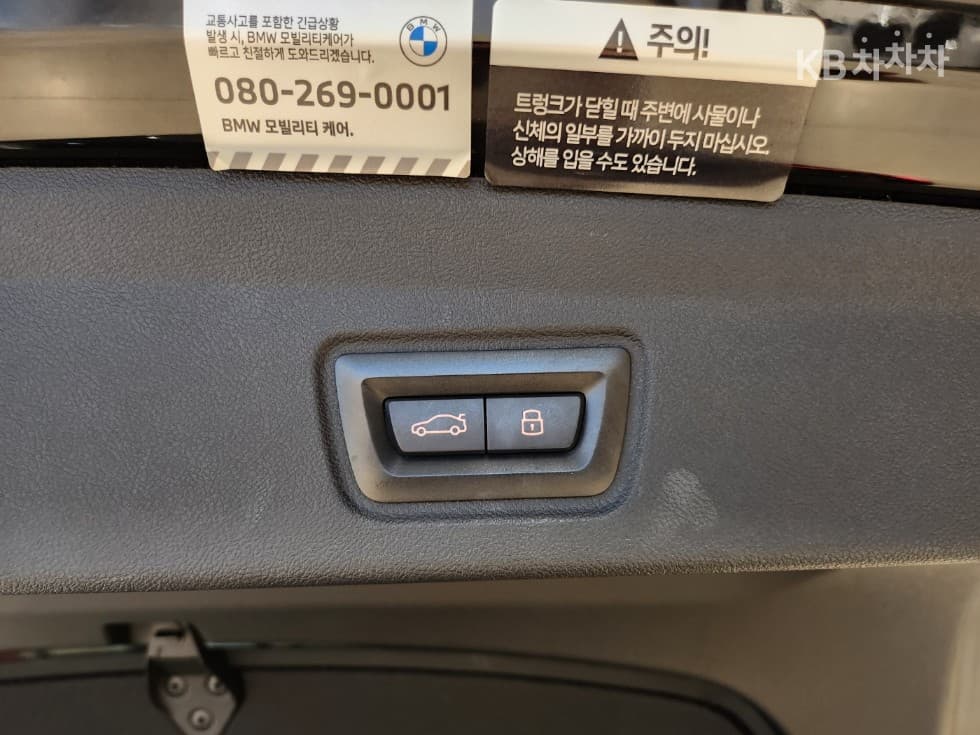 교통사고를 포함한 긴급상황
발생 시, BMW 모빌리티케어가
빠르고 친절하게 도와드리겠습니다.
BMW
080-269-0001
BMW 모빌리티 케어.
주의!
트렁크가 닫힐 때 주변에 사물이나
신체의 일부를 가까이 두지 마십시오.
상해를 입을 수도 있습니다.
KB차차차